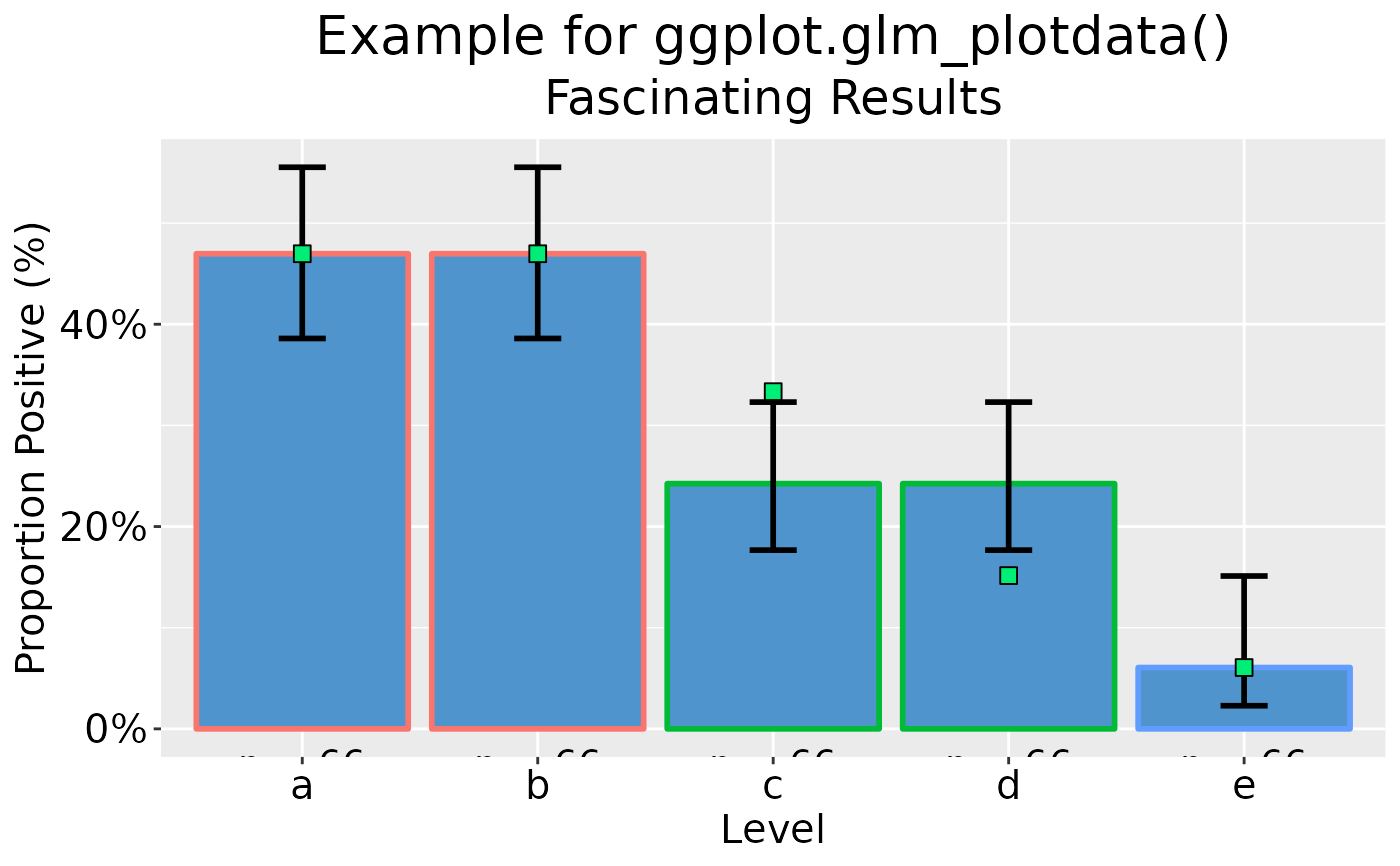 Example for ggplot.glm_plotdata()
Fascinating Results
Proportion Positive (%)
40%
20%
0%
a b c d e
Level